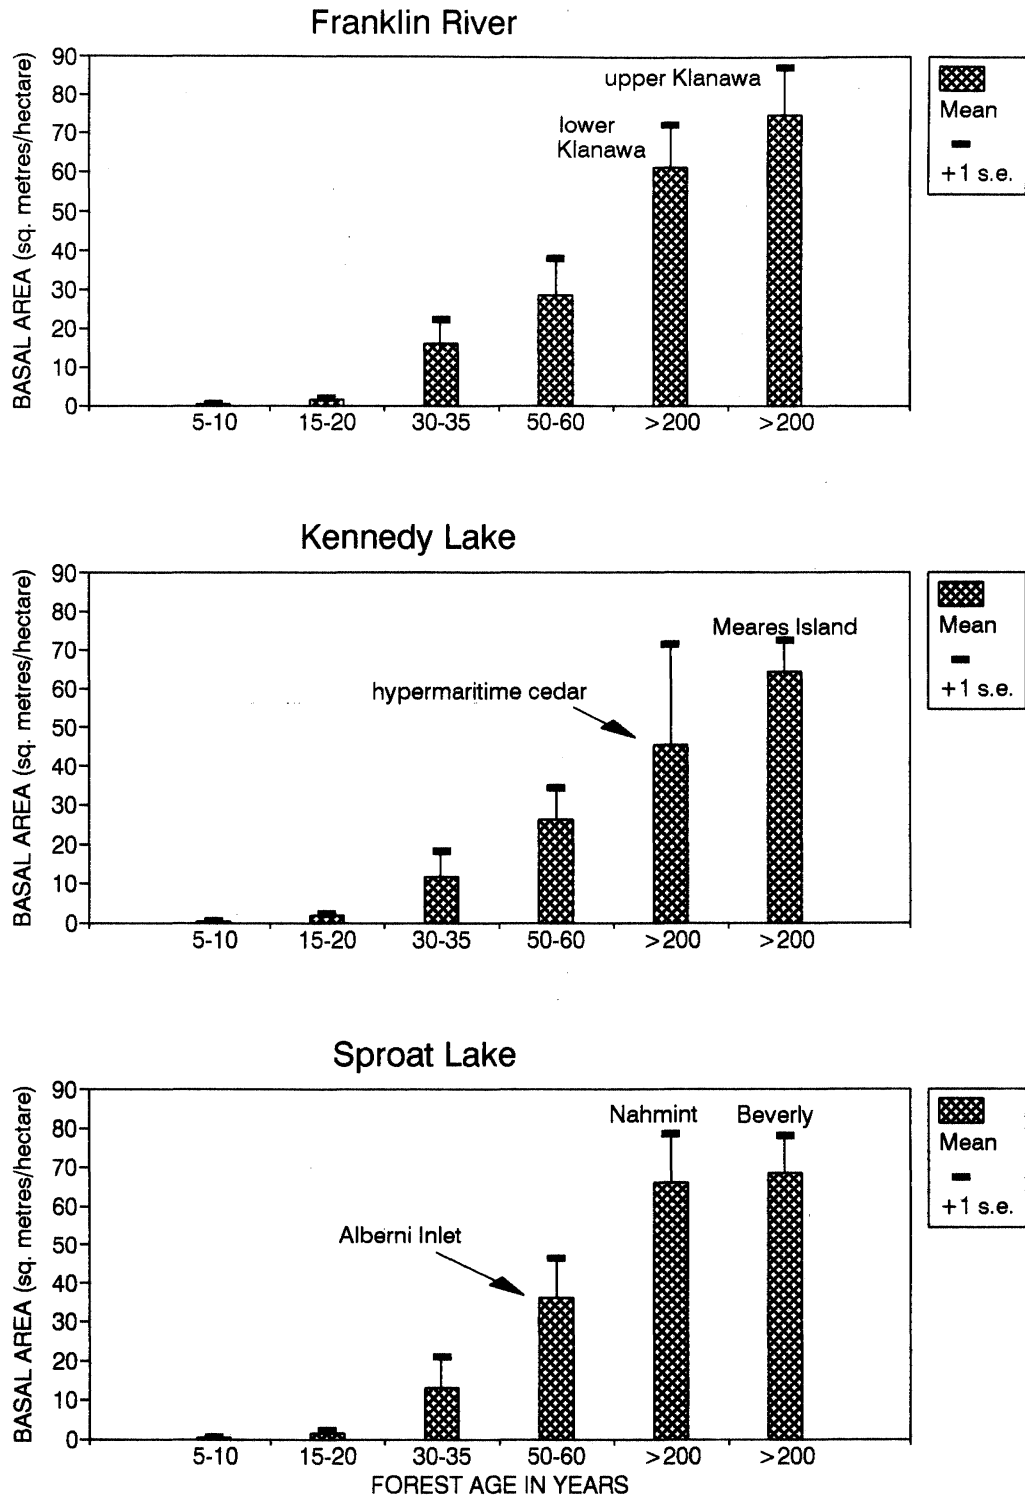 Franklin River
BASAL AREA (sq. metres/hectare)
90
80
70
60
50
40
30
20
10
0
upper Klanawa
lower
Klanawa
5-10 15-20 30-35 50-60 >200 >200
Mean
+1 s.e.
Kennedy Lake
BASAL AREA (sq. metres/hectare)
90
80
70
60
50
40
30
20
10
0
Meares Island
hypermaritime cedar
5-10 15-20 30-35 50-60 >200 >200
Mean
+1 s.e.
Sproat Lake
BASAL AREA (sq. metres/hectare)
90
80
70
60
50
40
30
20
10
0
Nahmint Beverly
Alberni Inlet
5-10 15-20 30-35 50-60 >200 >200
FOREST AGE IN YEARS
Mean
+1 s.e.